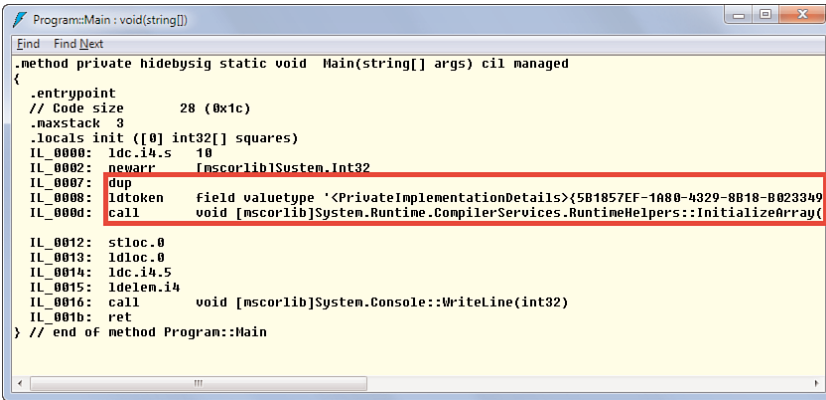 Program::Main : void(string[])
Find Find Next
.method private hidebysig static void  Main(string[] args) cil managed
{
  .entrypoint
  // Code size       28 (0x1c)
  .maxstack  3
  .locals init ([0] int32[] squares)
  IL_0000:  ldc.i4.s   10
  IL_0002:  newarr     [mscorlib]System.Int32
  IL_0007:  dup
  IL_0008:  ldtoken    field valuetype '<PrivateImplementationDetails>{5B1857EF-1A80-4329-8B18-B023349
  IL_000d:  call       void [mscorlib]System.Runtime.CompilerServices.RuntimeHelpers::InitializeArray(
  IL_0012:  stloc.0
  IL_0013:  ldloc.0
  IL_0014:  ldc.i4.5
  IL_0015:  ldelem.i4
  IL_0016:  call       void [mscorlib]System.Console::WriteLine(int32)
  IL_001b:  ret
} // end of method Program::Main